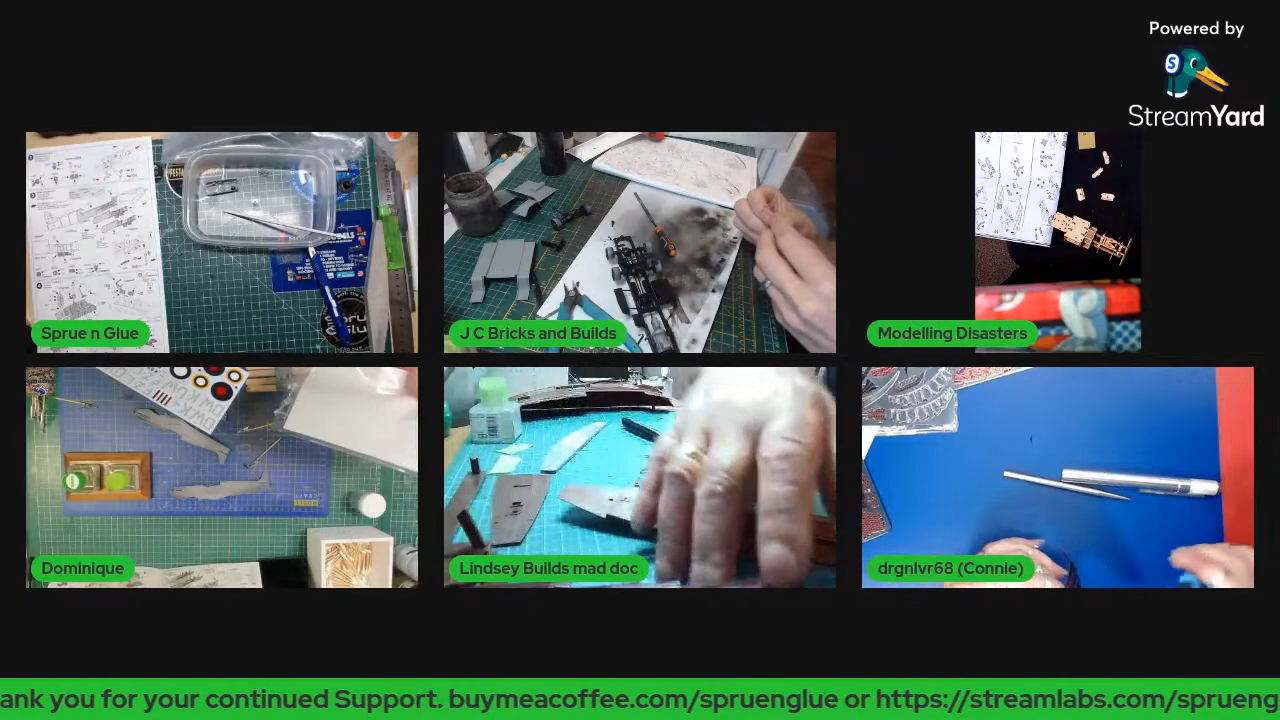 Powered by
StreamYard
Sprue n Glue
J C Bricks and Builds
Modelling Disasters
Dominique
Lindsey Builds mad doc
drgnlvr68 (Connie)
ank you for your continued Support. buymeacoffee.com/spruenglue or https://streamlabs.com/sprueng